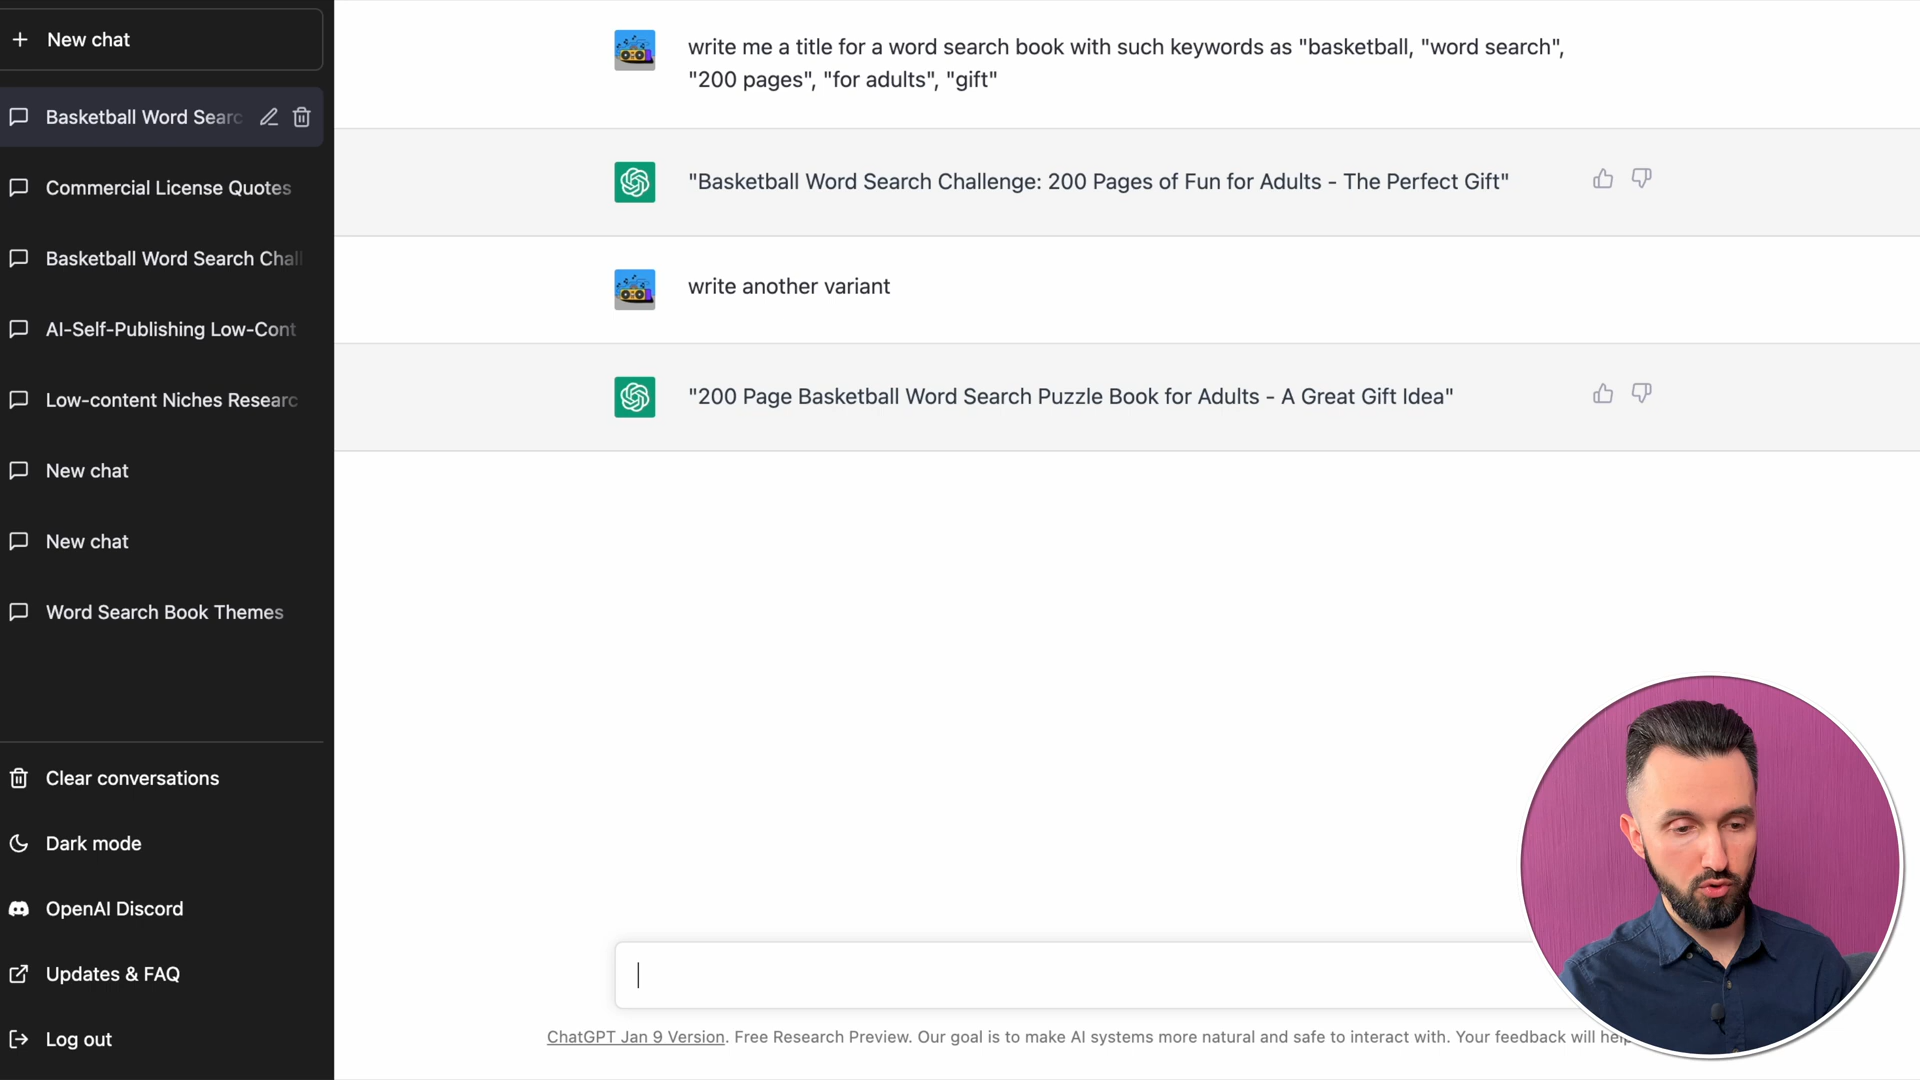 New chat
Basketball Word Searc
Commercial License Quotes
Basketball Word Search Chall
AI-Self-Publishing Low-Cont
Low-content Niches Researc
New chat
New chat
Word Search Book Themes
Clear conversations
Dark mode
OpenAI Discord
Updates & FAQ
Log out
write me a title for a word search book with such keywords as "basketball, "word search",
"200 pages", "for adults", "gift"
"Basketball Word Search Challenge: 200 Pages of Fun for Adults - The Perfect Gift"
write another variant
"200 Page Basketball Word Search Puzzle Book for Adults - A Great Gift Idea"
ChatGPT Jan 9 Version. Free Research Preview. Our goal is to make AI systems more natural and safe to interact with. Your feedback will help